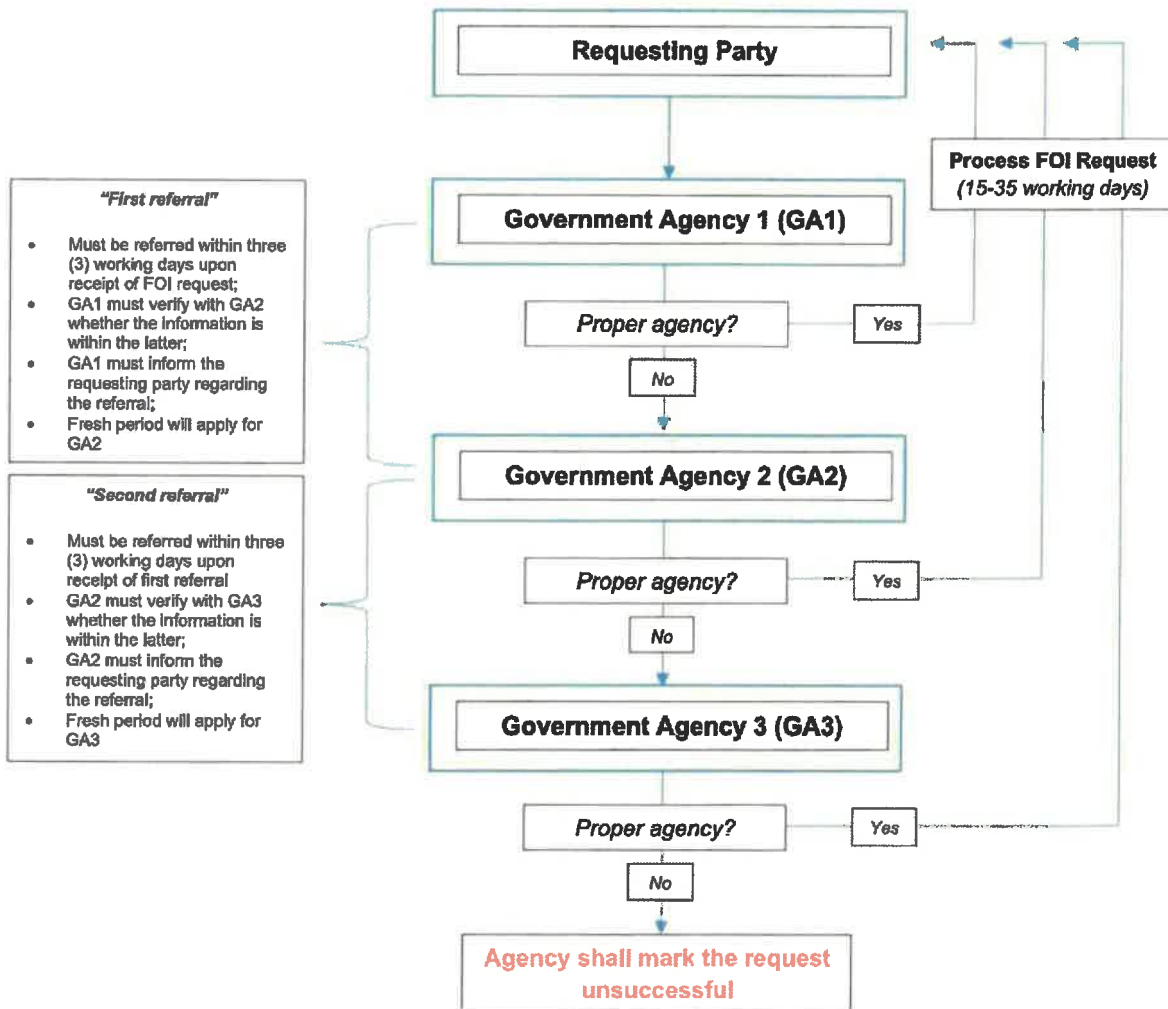 Requesting Party
Process FOI Request
(15-35 working days)
"First referral"
• Must be referred within three
(3) working days upon
receipt of FOI request;
• GA1 must verify with GA2
whether the information is
within the latter;
• GA1 must inform the
requesting party regarding
the referral;
• Fresh period will apply for
GA2
Government Agency 1 (GA1)
Proper agency?
Yes
No
Government Agency 2 (GA2)
"Second referral"
• Must be referred within three
(3) working days upon
receipt of first referral
• GA2 must verify with GA3
whether the information is
within the latter;
• GA2 must inform the
requesting party regarding
the referral;
• Fresh period will apply for
GA3
Proper agency?
Yes
No
Government Agency 3 (GA3)
Proper agency?
Yes
No
Agency shall mark the request
unsuccessful